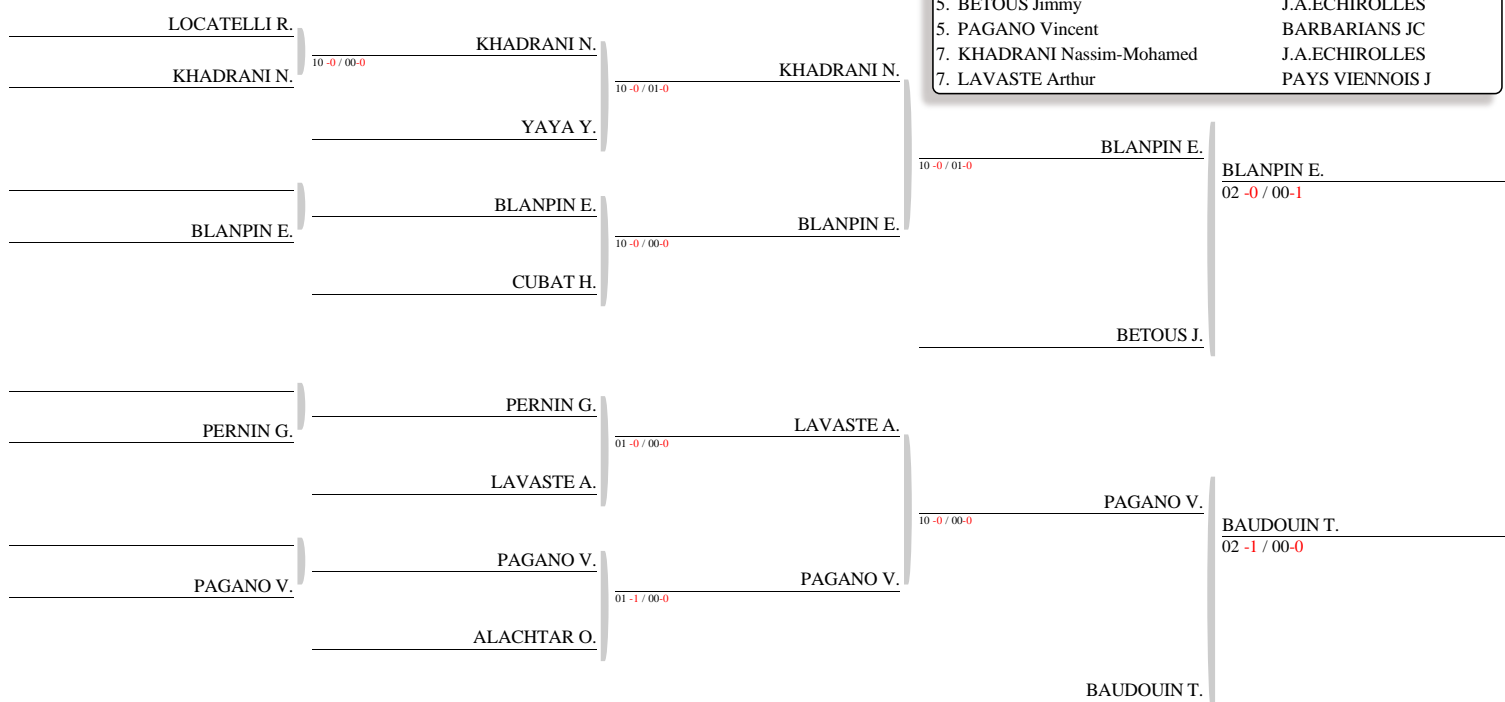 5. BETOUS Jimmy J.A.ECHIROLLES
5. PAGANO Vincent BARBARIANS JC
7. KHADRANI Nassim-Mohamed J.A.ECHIROLLES
7. LAVASTE Arthur PAYS VIENNOIS J
LOCATELLI R.
KHADRANI N.
BLANPIN E.
PERNIN G.
PAGANO V.
KHADRANI N.
10 -0 / 00-0
YAYA Y.
BLANPIN E.
CUBAT H.
PERNIN G.
LAVASTE A.
PAGANO V.
ALACHTAR O.
KHADRANI N.
10 -0 / 01-0
BLANPIN E.
10 -0 / 00-0
LAVASTE A.
01 -0 / 00-0
PAGANO V.
01 -1 / 00-0
BLANPIN E.
10 -0 / 01-0
BETOUS J.
PAGANO V.
10 -0 / 00-0
BAUDOUIN T.
BLANPIN E.
02 -0 / 00-1
BAUDOUIN T.
02 -1 / 00-0